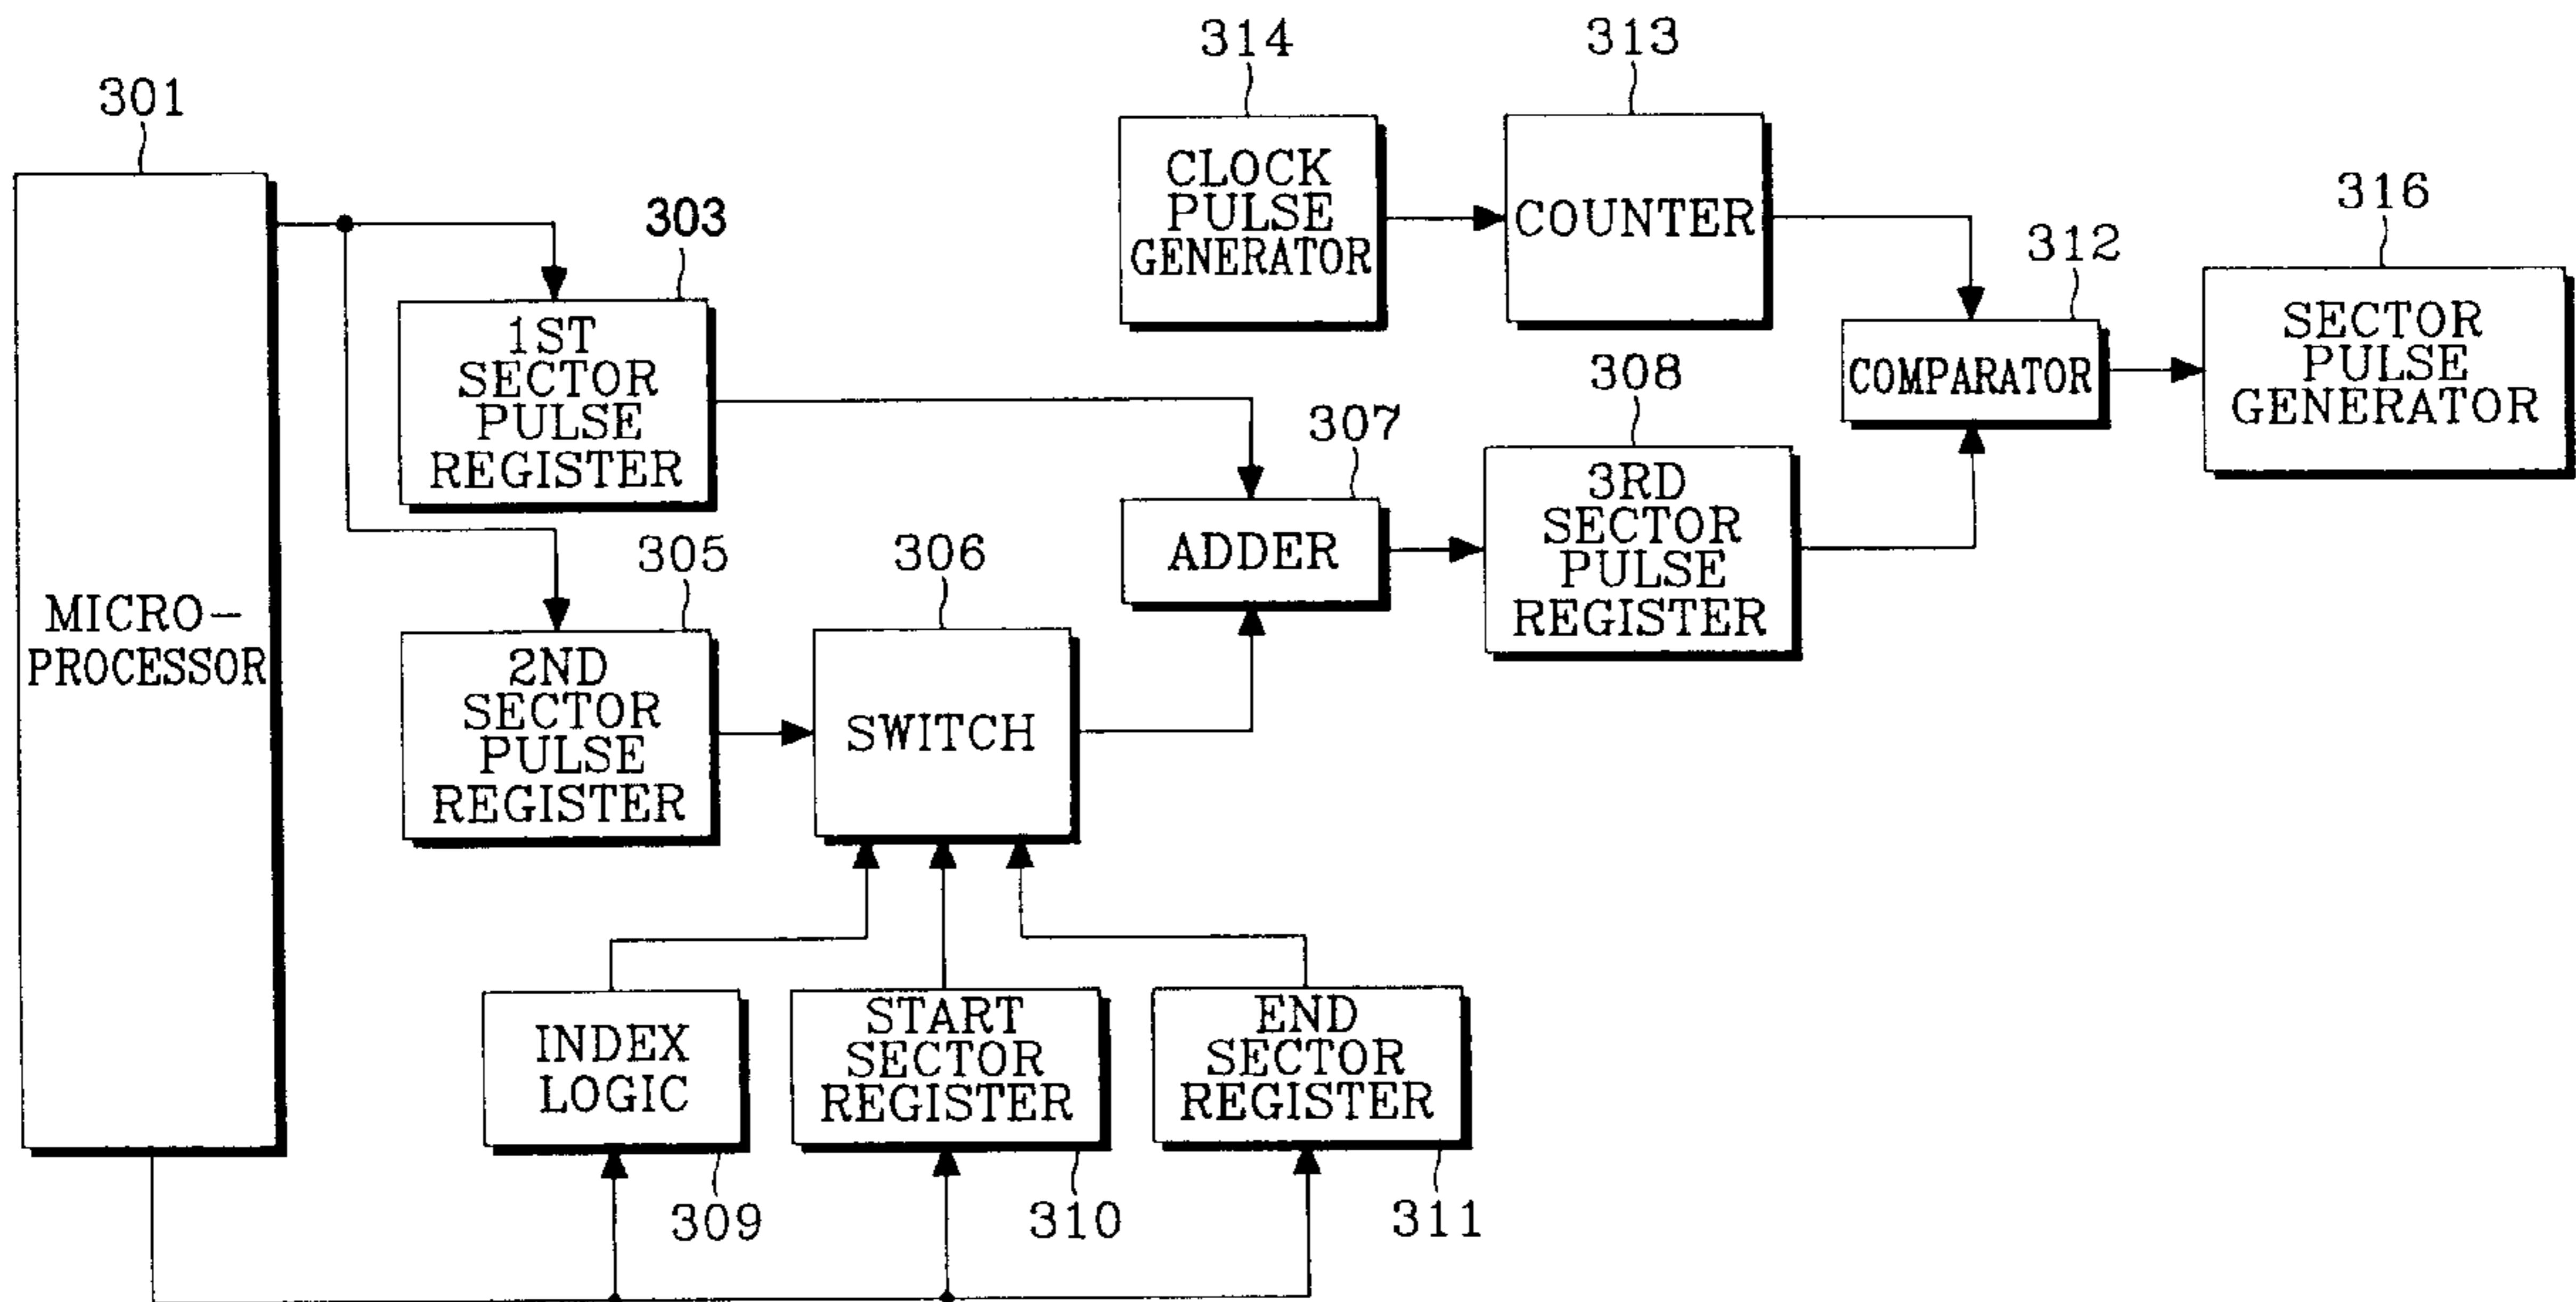 314
313
301
CLOCK
PULSE
GENERATOR
COUNTER
316
303
312
1ST
SECTOR
PULSE
REGISTER
308
COMPARATOR
SECTOR
PULSE
GENERATOR
307
305
306
ADDER
3RD
SECTOR
PULSE
REGISTER
MICRO-
PROCESSOR
2ND
SECTOR
PULSE
REGISTER
SWITCH
INDEX
LOGIC
START
SECTOR
REGISTER
END
SECTOR
REGISTER
309
310
311